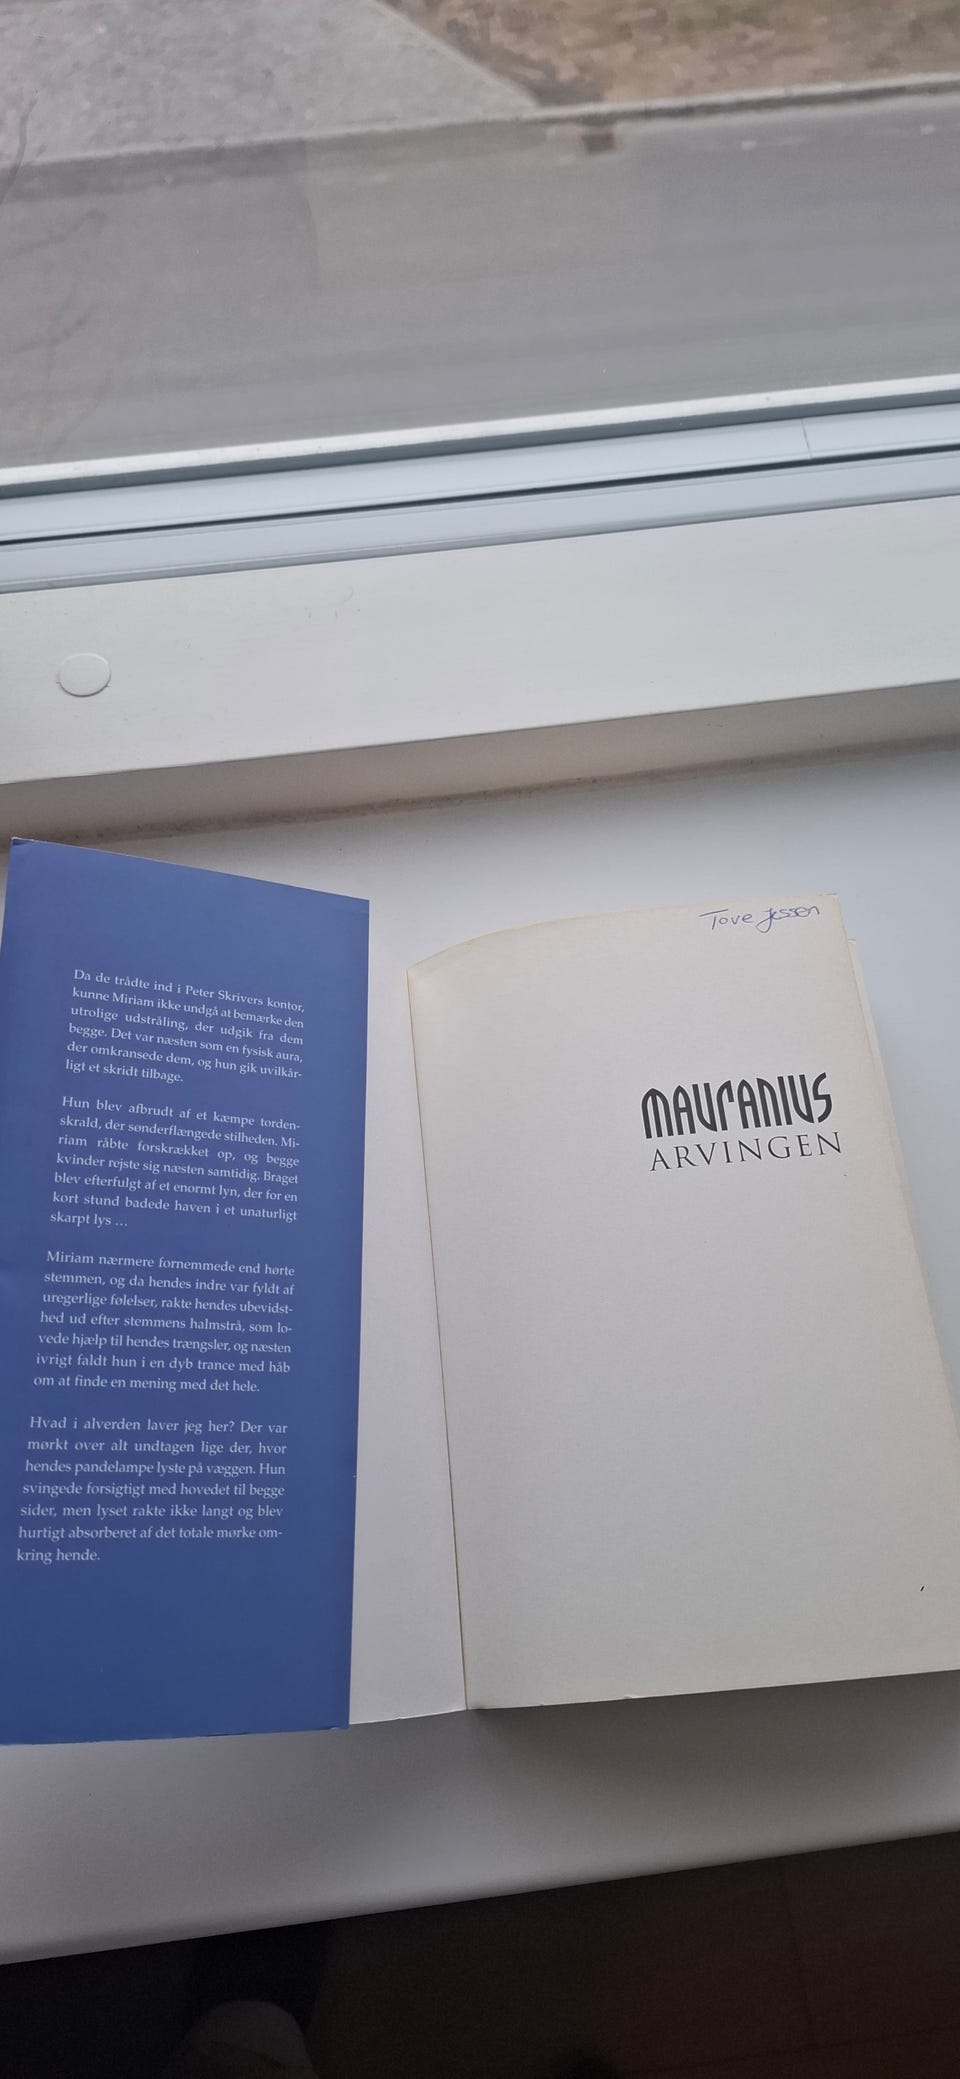 Da de trådte ind i Peter Skrivers kontor,
kunne Miriam ikke undgå at bemærke den
utrolige udstråling, der udgik fra dem
begge. Det var næsten som en fysisk aura,
der omkransede dem, og hun gik uvilkår-
ligt et skridt tilbage.
Hun blev afbrudt af et kæmpe torden-
skrald, der sønderflængede stilheden. Mi-
riam råbte forskrækket op, og begge
kvinder rejste sig næsten samtidig. Braget
blev efterfulgt af et enormt lyn, der for en
kort stund badede haven i et unaturligt
skarpt lys ...
Miriam nærmere fornemmede end hørte
stemmen, og da hendes indre var fyldt af
uregerlige følelser, rakte hendes ubevidst-
hed ud efter stemmens halmstrå, som lo-
vede hjælp til hendes trængsler, og næsten
ivrigt faldt hun i en dyb trance med håb
om at finde en mening med det hele.
Hvad i alverden laver jeg her? Der var
mørkt over alt undtagen lige der, hvor
hendes pandelampe lyste på væggen. Hun
svingede forsigtigt med hovedet til begge
sider, men lyset rakte ikke langt og blev
hurtigt absorberet af det totale mørke om-
kring hende.
Tove Jessen
MAURANIUS
ARVINGEN